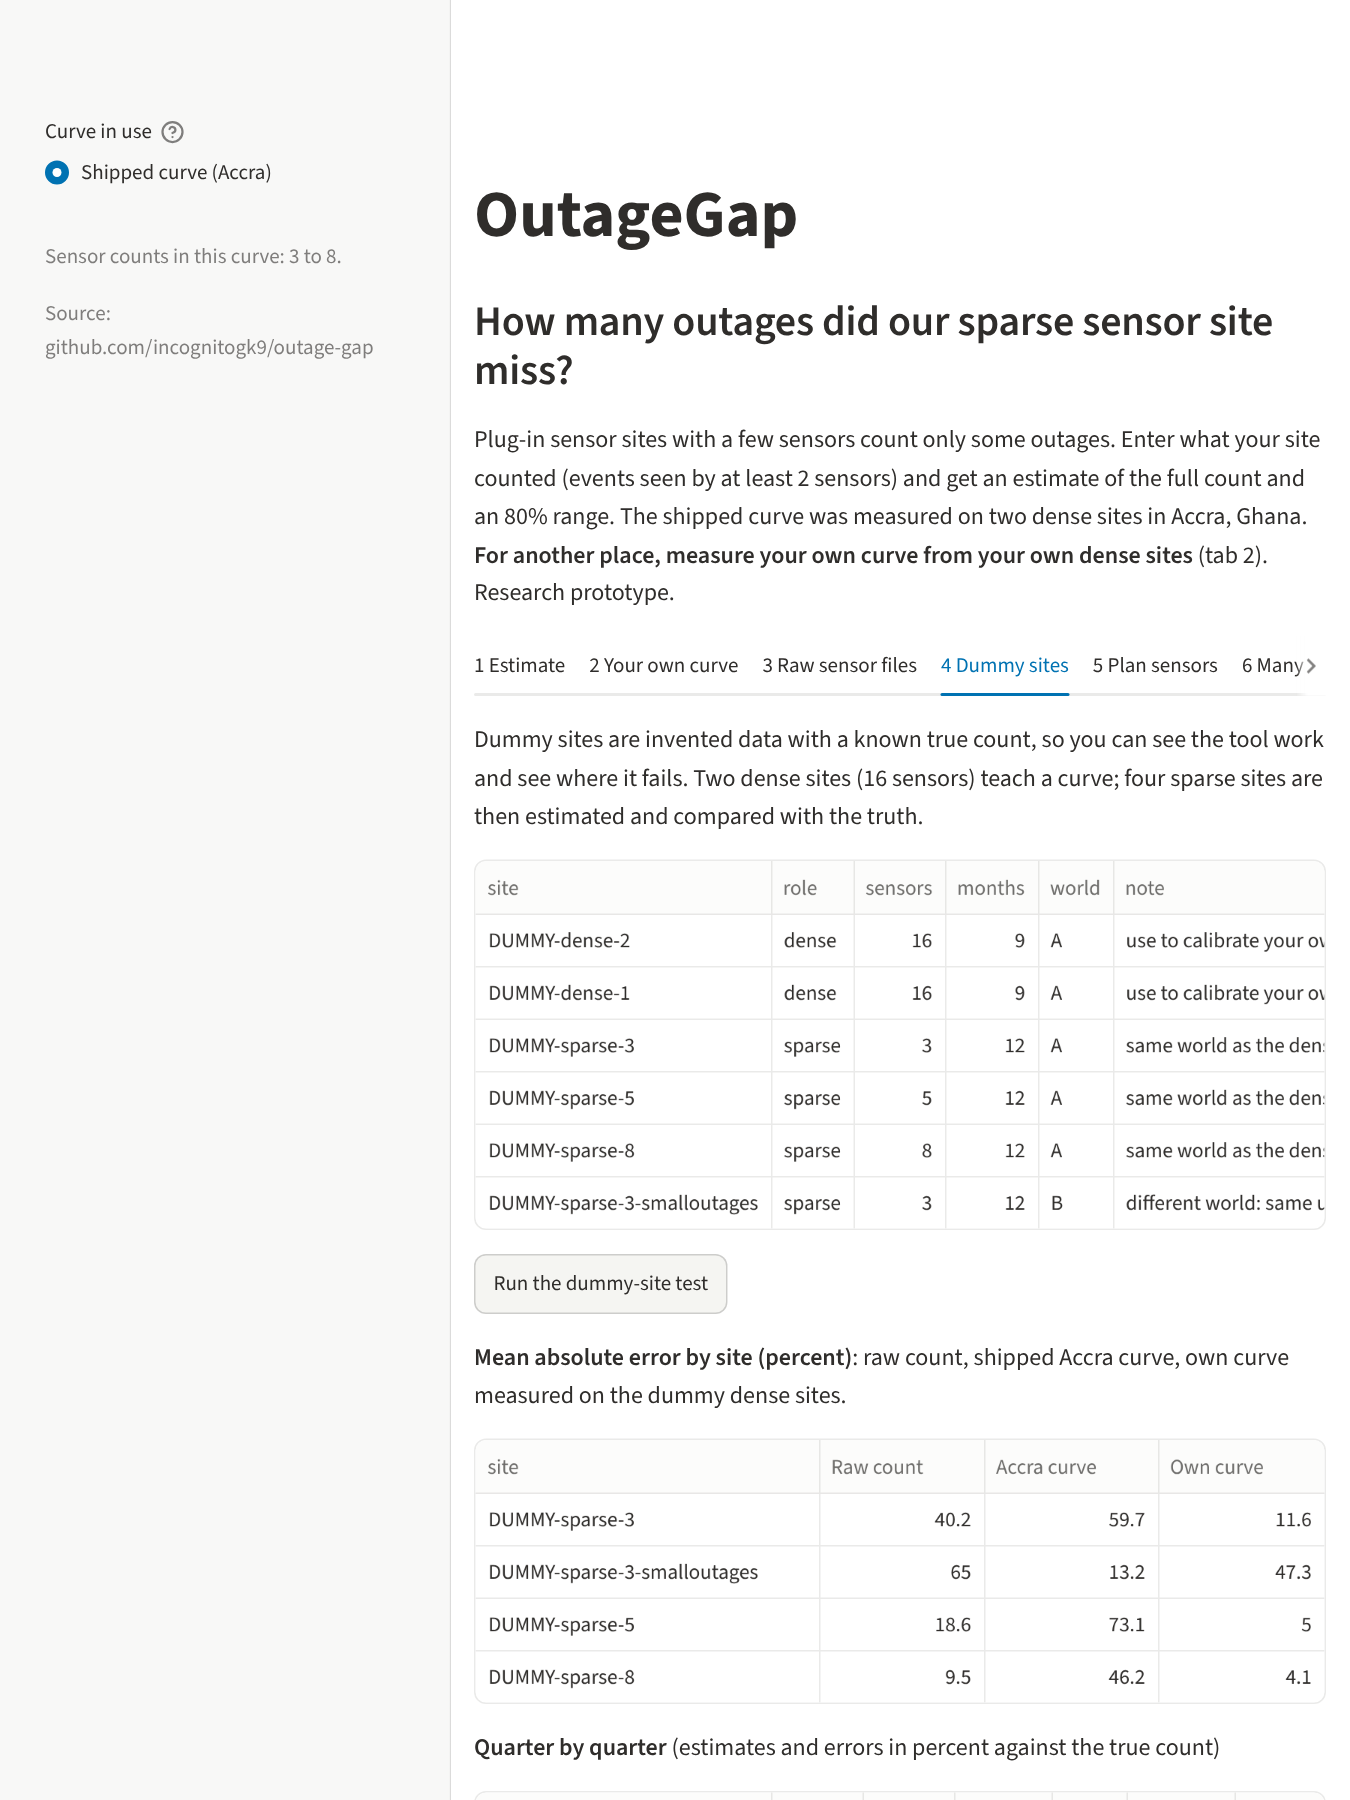 Curve in use
Shipped curve (Accra)
Sensor counts in this curve: 3 to 8.
Source:
github.com/incognitogk9/outage-gap
OutageGap
How many outages did our sparse sensor site
miss?
Plug-in sensor sites with a few sensors count only some outages. Enter what your site
counted (events seen by at least 2 sensors) and get an estimate of the full count and
an 80% range. The shipped curve was measured on two dense sites in Accra, Ghana.
For another place, measure your own curve from your own dense sites (tab 2).
Research prototype.
1 Estimate 2 Your own curve 3 Raw sensor files 4 Dummy sites 5 Plan sensors 6 Many
Dummy sites are invented data with a known true count, so you can see the tool work
and see where it fails. Two dense sites (16 sensors) teach a curve; four sparse sites are
then estimated and compared with the truth.
site role sensors months world note
DUMMY-dense-2 dense 16 9 A use to calibrate your
DUMMY-dense-1 dense 16 9 A use to calibrate your
DUMMY-sparse-3 sparse 3 12 A same world as the
DUMMY-sparse-5 sparse 5 12 A same world as the
DUMMY-sparse-8 sparse 8 12 A same world as the
DUMMY-sparse-3-smalloutages sparse 3 12 B different world: same
Run the dummy-site test
Mean absolute error by site (percent): raw count, shipped Accra curve, own curve
measured on the dummy dense sites.
site Raw count Accra curve Own curve
DUMMY-sparse-3 40.2 59.7 11.6
DUMMY-sparse-3-smalloutages 65 13.2 47.3
DUMMY-sparse-5 18.6 73.1 5
DUMMY-sparse-8 9.5 46.2 4.1
Quarter by quarter (estimates and errors in percent against the true count)